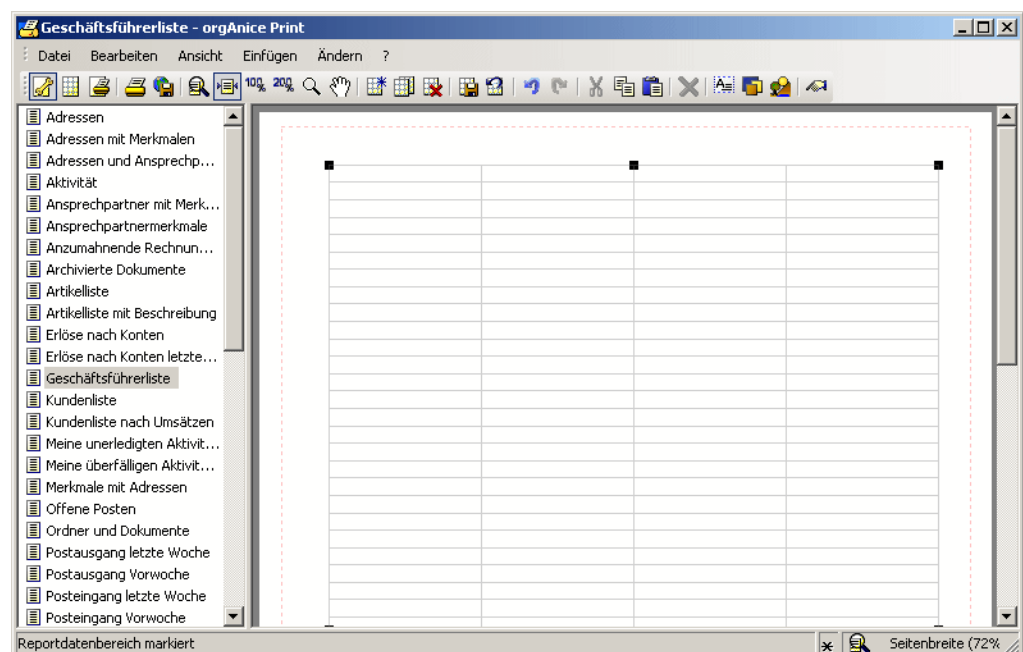 Geschäftsführerliste - orgAnice Print
Datei Bearbeiten Ansicht Einfügen Ändern ?
100% 200%
Adressen
Adressen mit Merkmalen
Adressen und Ansprechp...
Aktivität
Ansprechpartner mit Merk...
Ansprechpartnermerkmale
Anzumahnende Rechnun...
Archivierte Dokumente
Artikelliste
Artikelliste mit Beschreibung
Erlöse nach Konten
Erlöse nach Konten letzte...
Geschäftsführerliste
Kundenliste
Kundenliste nach Umsätzen
Meine unerledigten Aktivit...
Meine überfälligen Aktivit...
Merkmale mit Adressen
Offene Posten
Ordner und Dokumente
Postausgang letzte Woche
Postausgang Vorwoche
Posteingang letzte Woche
Posteingang Vorwoche
Reportdatenbereich markiert
Seitenbreite (72%